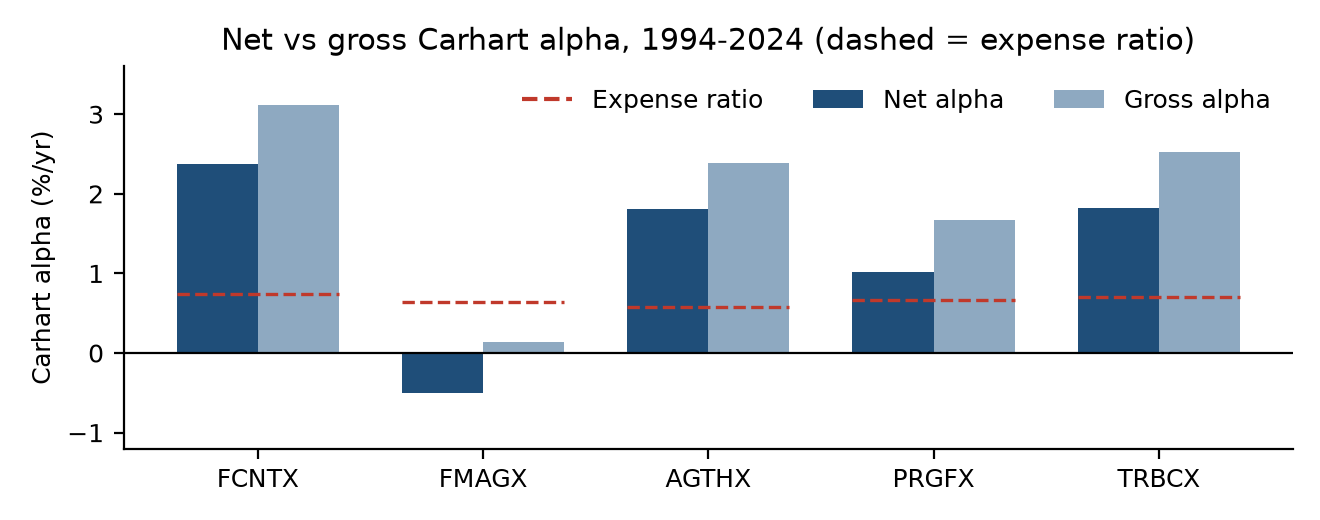 Net vs gross Carhart alpha, 1994-2024 (dashed = expense ratio)
Expense ratio Net alpha Gross alpha
Carhart alpha (%/yr)
3
2
1
0
−1
FCNTX FMAGX AGTHX PRGFX TRBCX